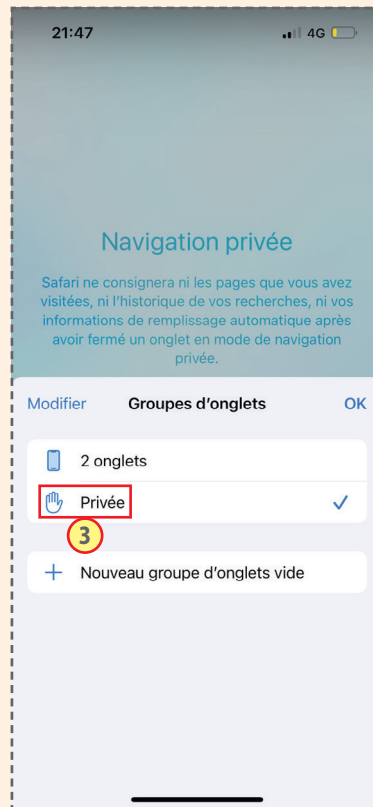 21:47 4G
Navigation privée
Safari ne consignera ni les pages que vous avez
visitées, ni l'historique de vos recherches, ni vos
informations de remplissage automatique après
avoir fermé un onglet en mode de navigation
privée.
Modifier Groupes d'onglets OK
2 onglets
Privée
3
Nouveau groupe d'onglets vide